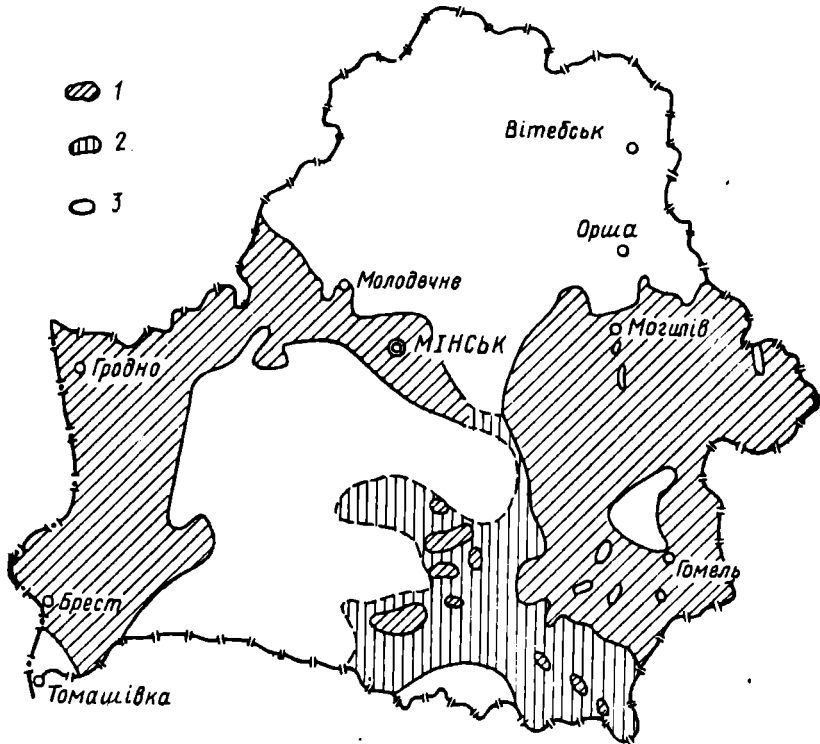 1
2
3
Вітебськ
Орша
Молодечне
Могилів
МІНСЬК
Гродно
Гомель
Брест
Томашівка